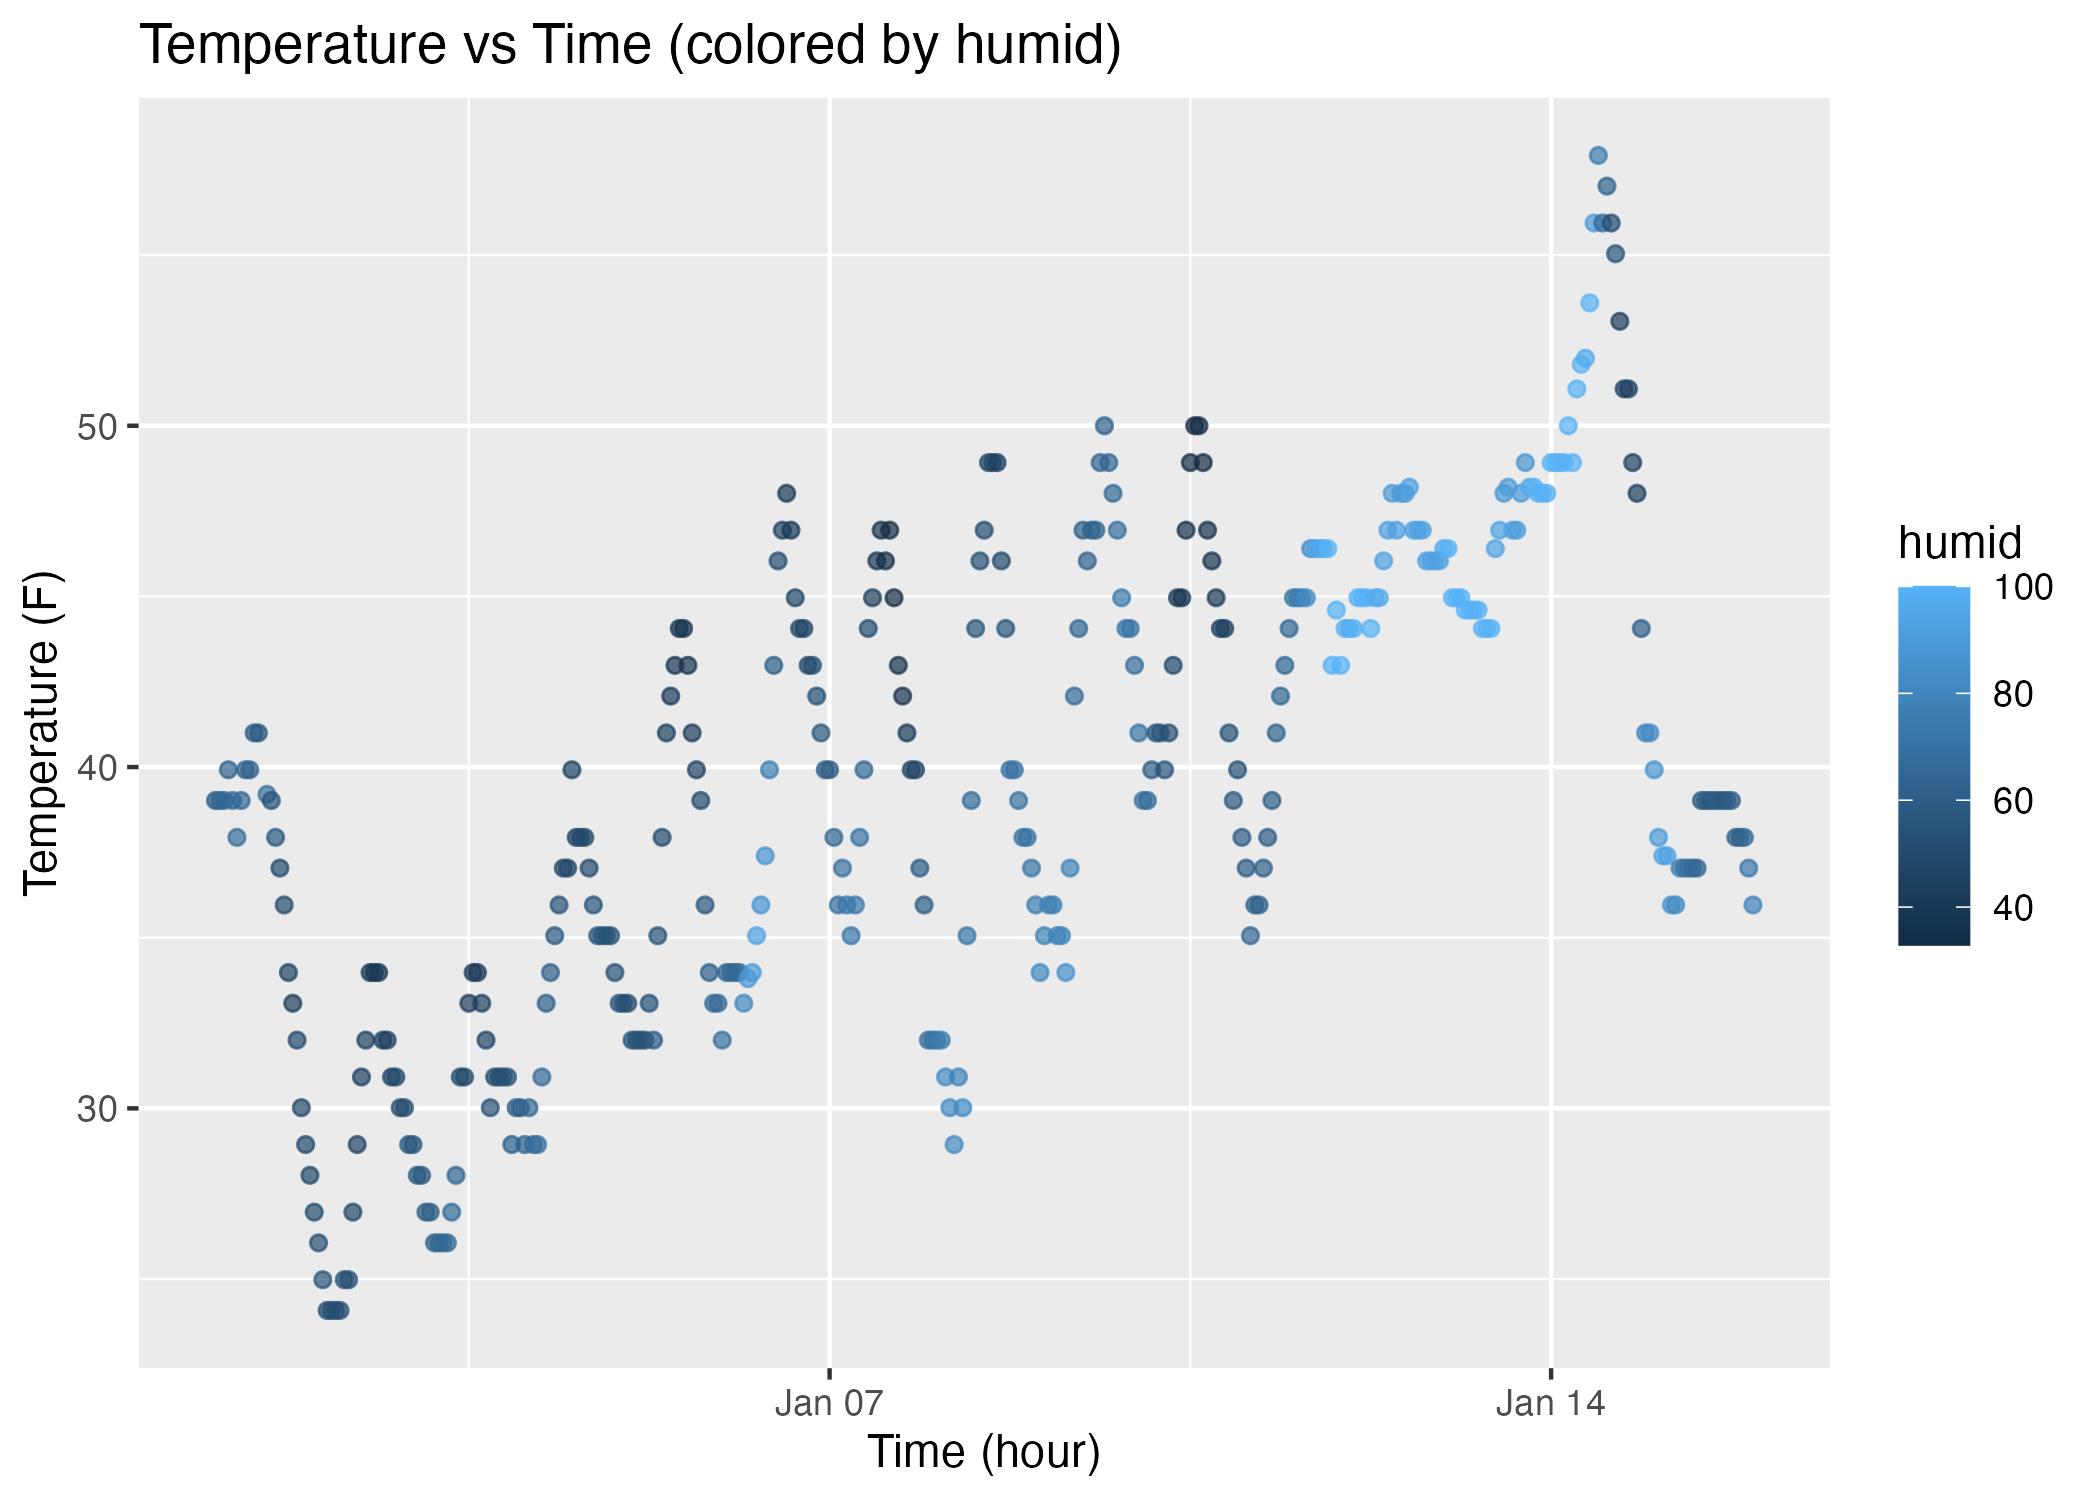 Temperature vs Time (colored by humid)
Temperature (F)
50
40
30
Jan 07
Jan 14
Time (hour)
humid
100
80
60
40